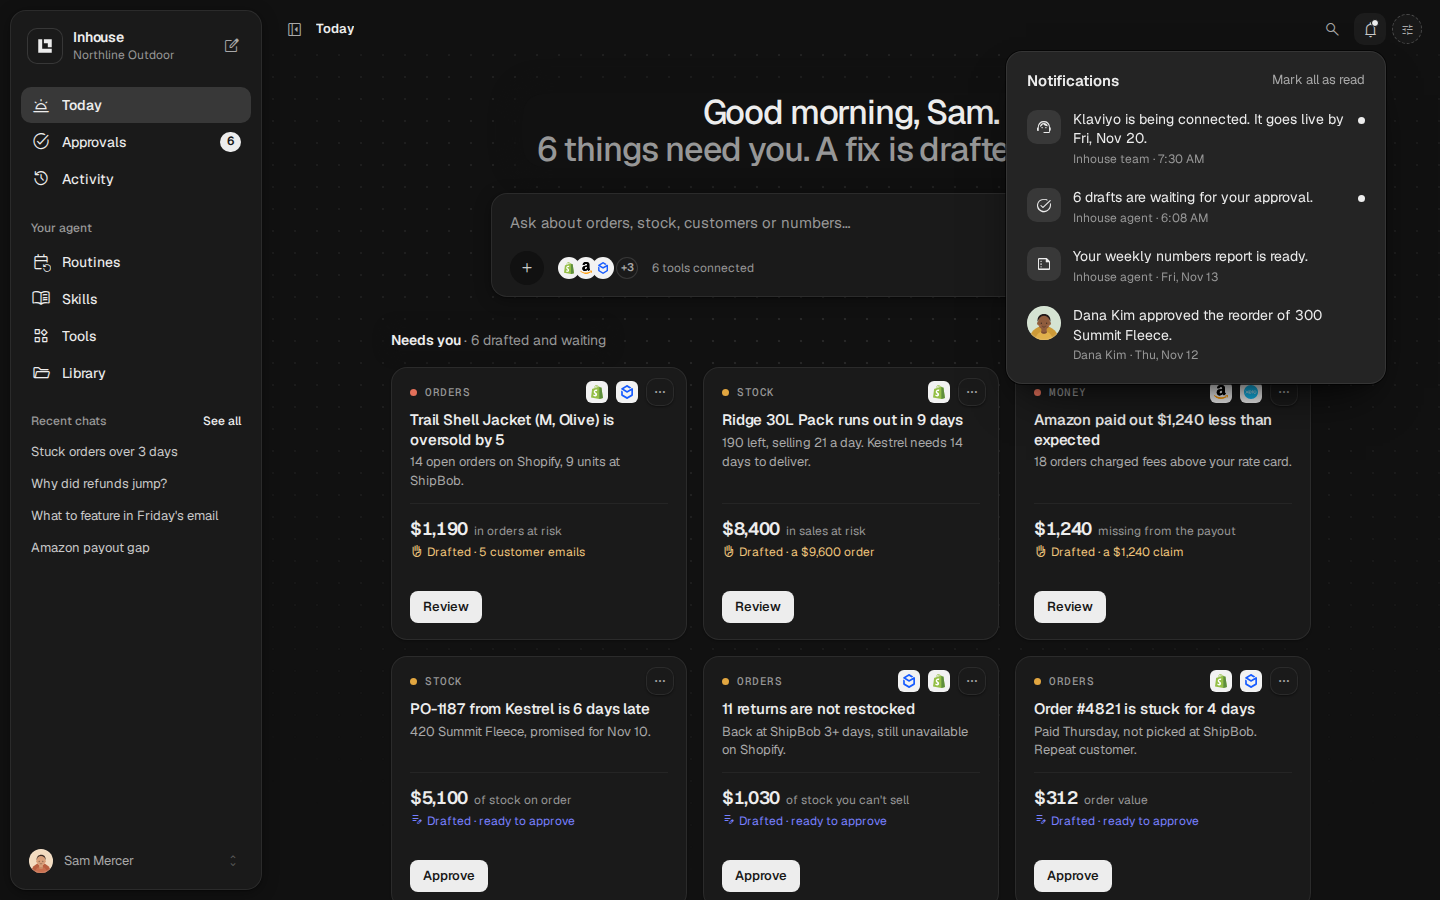 Inhouse
Northline Outdoor
Today
Approvals
6
Activity
Your agent
Routines
Skills
Tools
Library
Recent chats
See all
Stuck orders over 3 days
Why did refunds jump?
What to feature in Friday's email
Amazon payout gap
Sam Mercer
Today
Good morning, Sam.
6 things need you. A fix is drafte
Ask about orders, stock, customers or numbers...
+3
6 tools connected
Notifications
Mark all as read
Klaviyo is being connected. It goes live by
Fri, Nov 20.
Inhouse team · 7:30 AM
6 drafts are waiting for your approval.
Inhouse agent · 6:08 AM
Your weekly numbers report is ready.
Inhouse agent · Fri, Nov 13
Dana Kim approved the reorder of 300
Summit Fleece.
Dana Kim · Thu, Nov 12
Needs you · 6 drafted and waiting
ORDERS
Trail Shell Jacket (M, Olive) is
oversold by 5
14 open orders on Shopify, 9 units at
ShipBob.
$1,190 in orders at risk
Drafted · 5 customer emails
Review
STOCK
Ridge 30L Pack runs out in 9 days
190 left, selling 21 a day. Kestrel needs 14
days to deliver.
$8,400 in sales at risk
Drafted · a $9,600 order
Review
MONEY
Amazon paid out $1,240 less than
expected
18 orders charged fees above your rate card.
$1,240 missing from the payout
Drafted · a $1,240 claim
Review
STOCK
PO-1187 from Kestrel is 6 days late
420 Summit Fleece, promised for Nov 10.
$5,100 of stock on order
Drafted · ready to approve
Approve
ORDERS
11 returns are not restocked
Back at ShipBob 3+ days, still unavailable
on Shopify.
$1,030 of stock you can't sell
Drafted · ready to approve
Approve
ORDERS
Order #4821 is stuck for 4 days
Paid Thursday, not picked at ShipBob.
Repeat customer.
$312 order value
Drafted · ready to approve
Approve